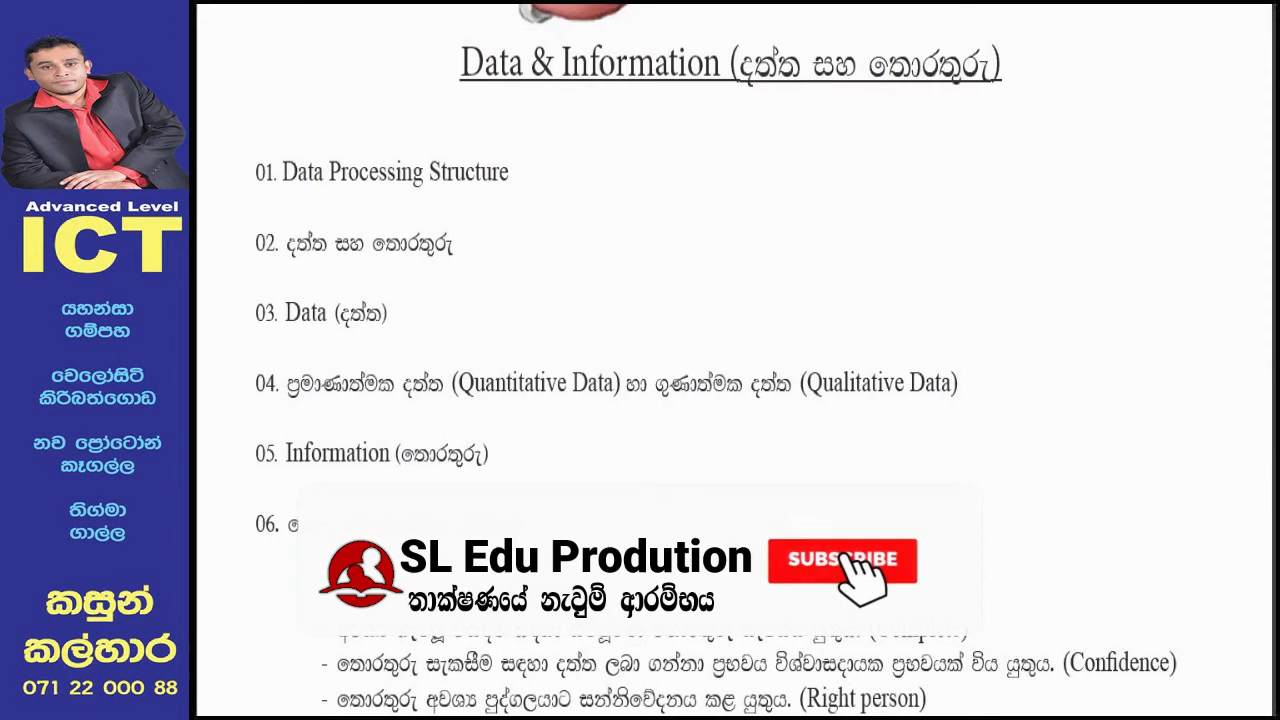 Advanced Level
ICT
යහන්සා
ගම්පහ
වෙලෝසිටි
කිරිබත්ගොඩ
නව ප්‍රෝටෝන්
කෑගල්ල
තිග්මා
ගාල්ල
කසුන්
කල්හාර
071 22 000 88
Data & Information (දත්ත සහ තොරතුරු)
01. Data Processing Structure
02. දත්ත සහ තොරතුරු
03. Data (දත්ත)
04. ප්‍රමාණාත්මක දත්ත (Quantitative Data) හා ගුණාත්මක දත්ත (Qualitative Data)
05. Information (තොරතුරු)
06.
SL Edu Prodution
තාක්ෂණයේ නැවුම් ආරම්භය
SUBSCRIBE
- තොරතුරු සැකසීම සඳහා දත්ත ලබා ගන්නා ප්‍රභවය විශ්වාසදායක ප්‍රභවයක් විය යුතුය. (Confidence)
- තොරතුරු අවශ්‍ය පුද්ගලයාට සන්නිවේදනය කළ යුතුය. (Right person)